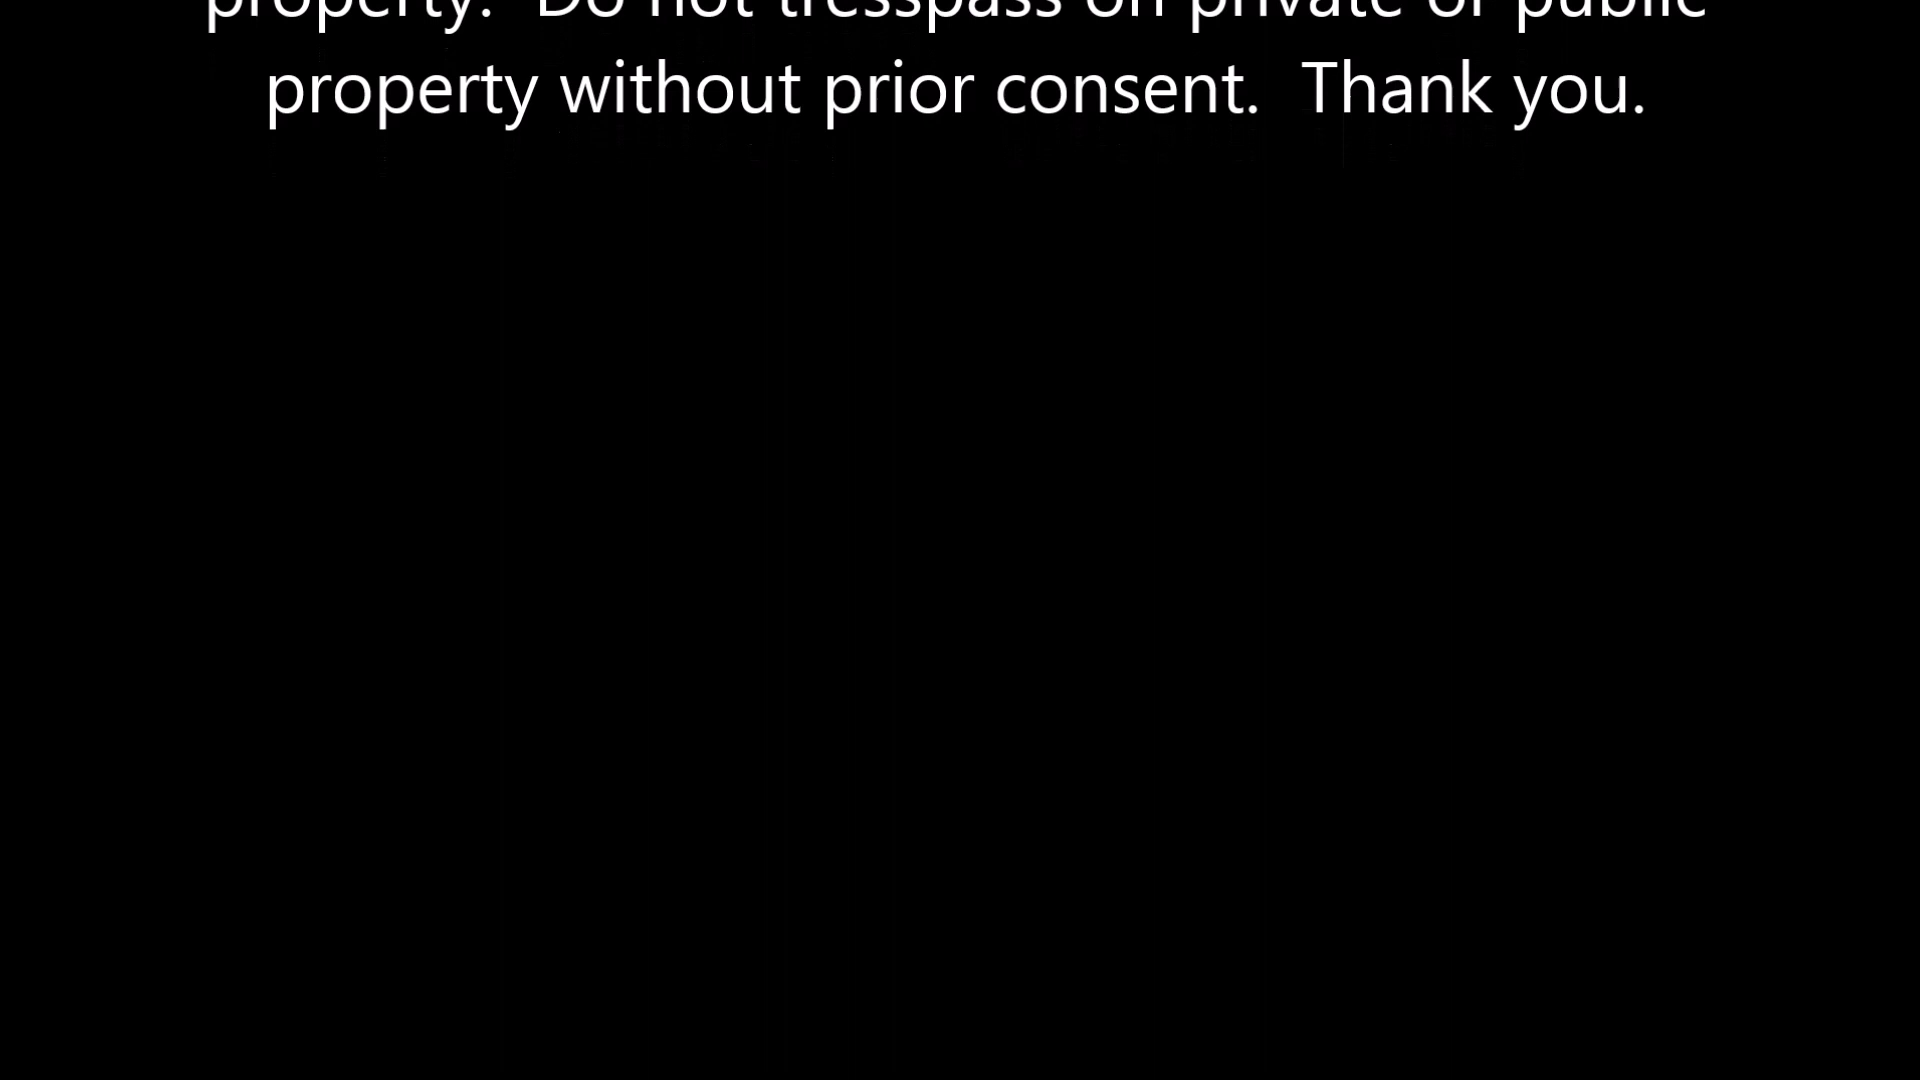 property.  Do not tresspass on private or public
property without prior consent.  Thank you.